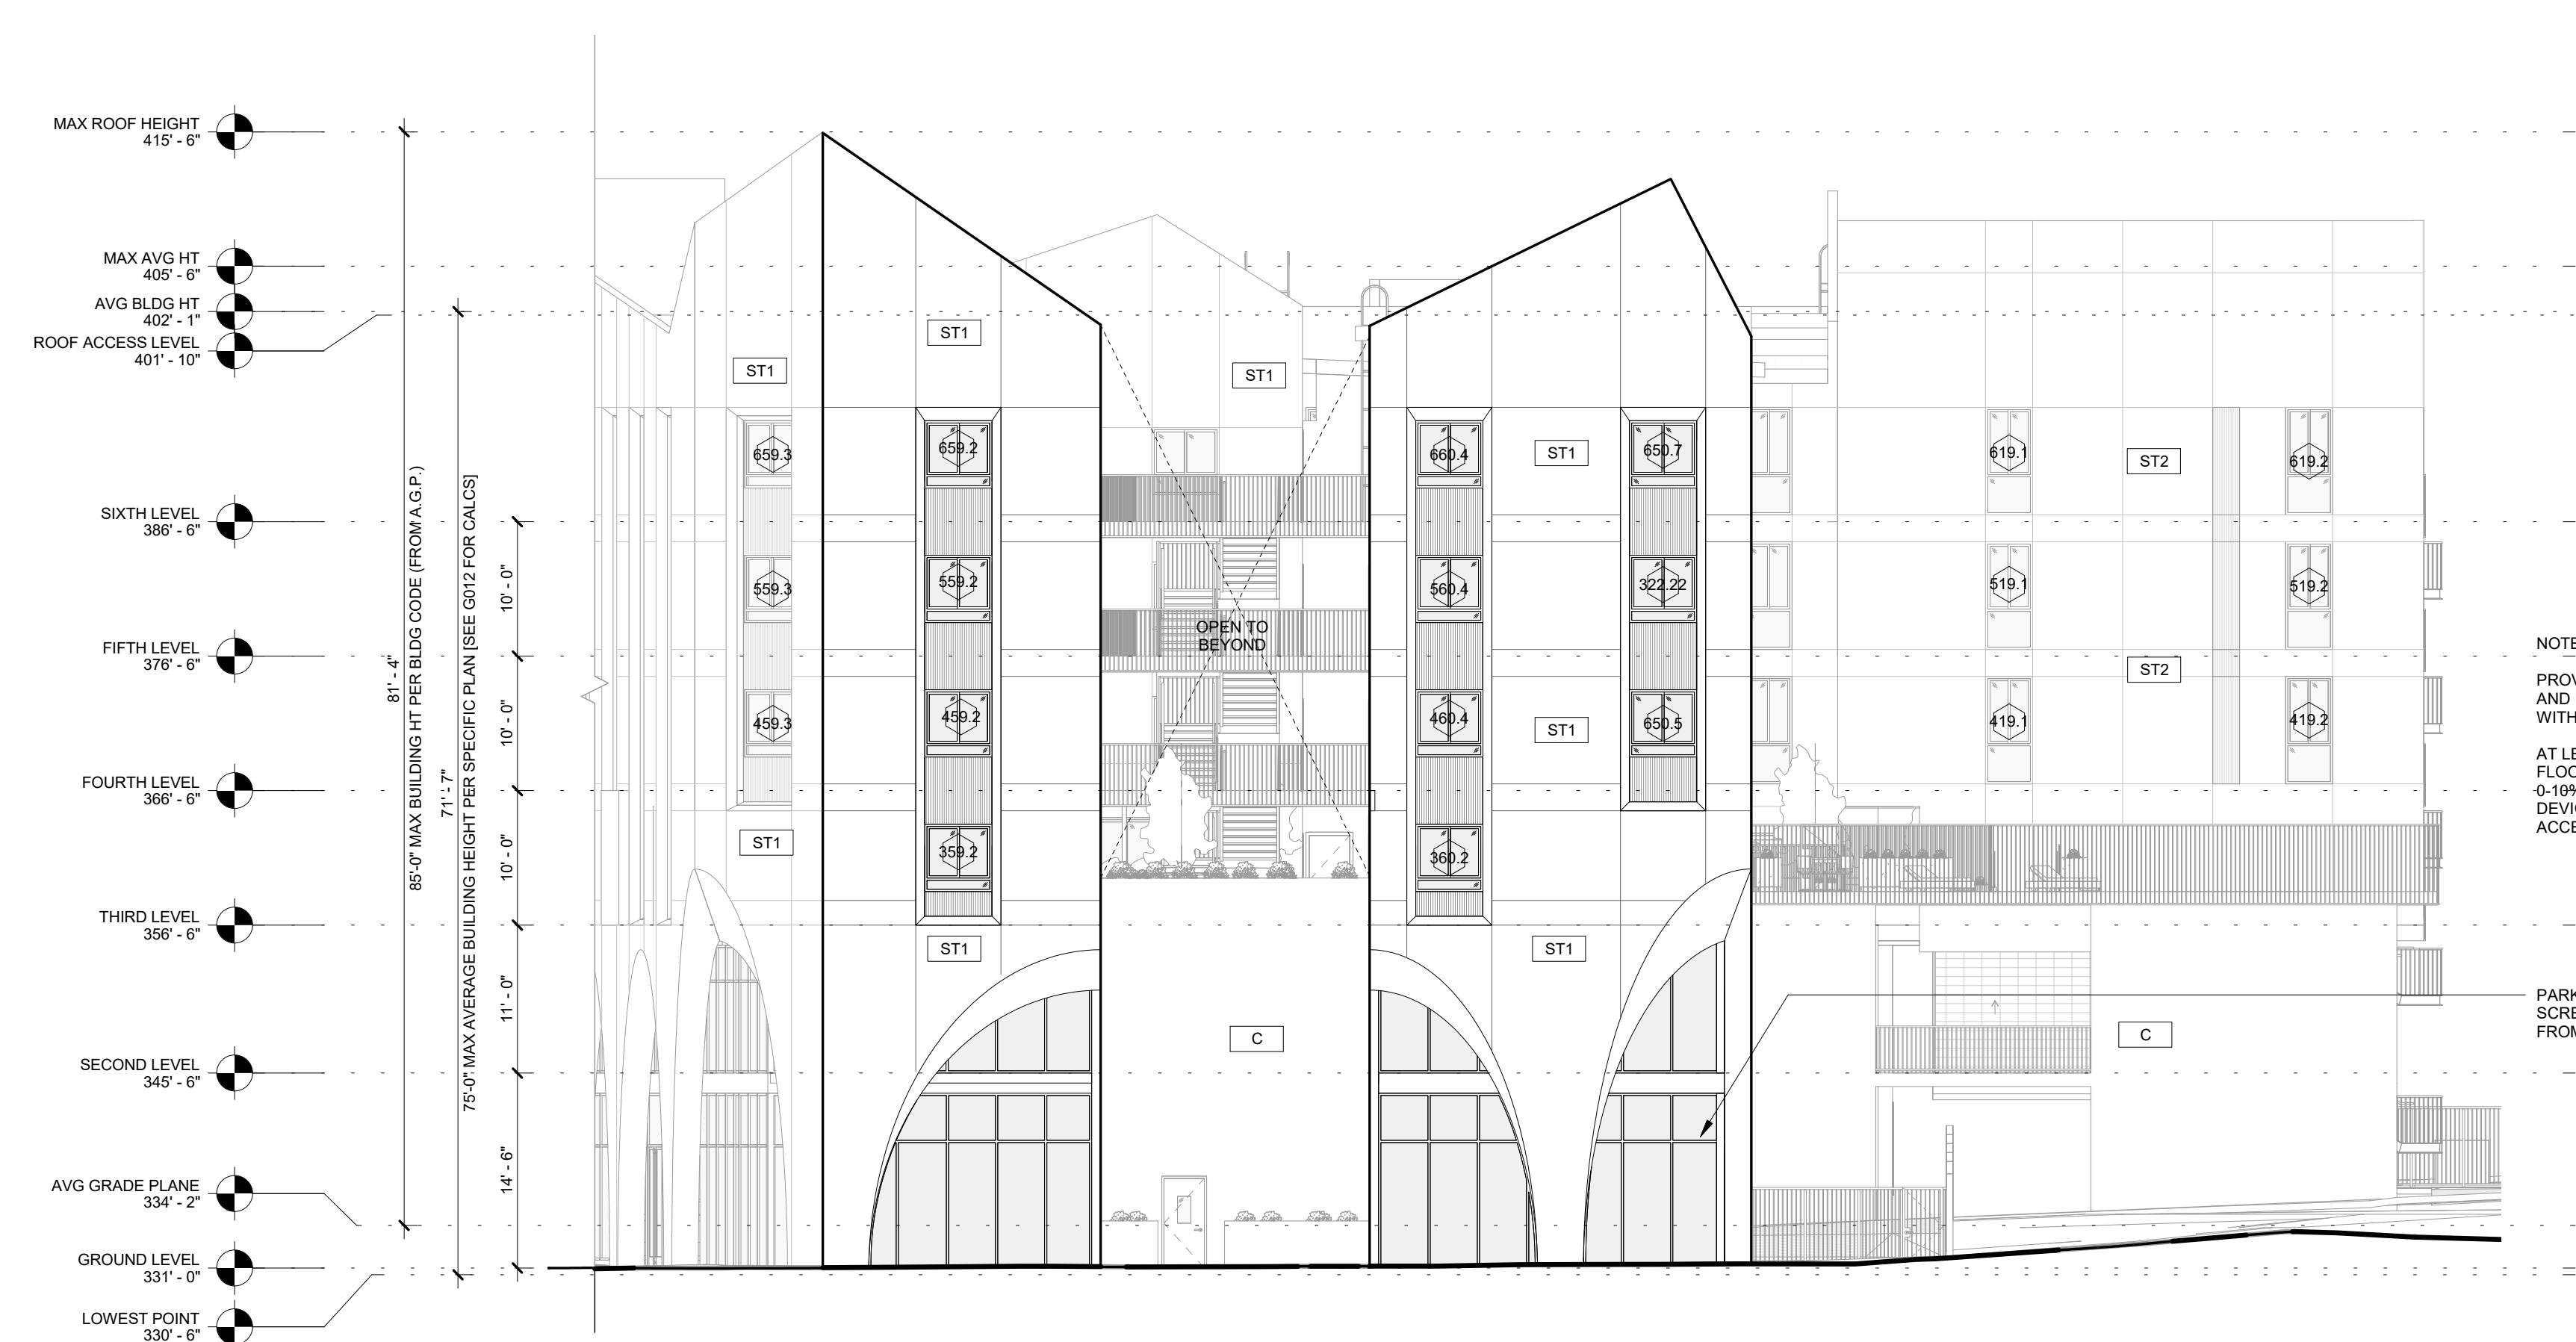 MAX ROOF HEIGHT
415' - 6"
MAX AVG HT
405' - 6"
AVG BLDG HT
402' - 1"
ROOF ACCESS LEVEL
401' - 10"
SIXTH LEVEL
386' - 6"
FIFTH LEVEL
376' - 6"
FOURTH LEVEL
366' - 6"
THIRD LEVEL
356' - 6"
SECOND LEVEL
345' - 6"
AVG GRADE PLANE
334' - 2"
GROUND LEVEL
331' - 0"
LOWEST POINT
330' - 6"
81' - 4"
85'-0" MAX BUILDING HT PER BLDG CODE (FROM A.G.P.)
71' - 7"
75'-0" MAX AVERAGE BUILDING HEIGHT PER SPECIFIC PLAN [SEE G012 FOR CALCS]
10' - 0"
10' - 0"
10' - 0"
11' - 0"
14' - 6"
ST1
ST1
ST1
659.3
659.2
660.4
ST1
650.7
619.1
ST2
619.2
559.3
559.2
560.4
322.22
519.1
519.2
OPEN TO
BEYOND
ST2
459.3
459.2
460.4
ST1
650.5
419.1
419.2
ST1
359.2
360.2
ST1
ST1
C
C
NOTE
PROV
AND
WITH
AT LE
FLOO
0-10%
DEVI
ACCE
PARK
SCRE
FROM